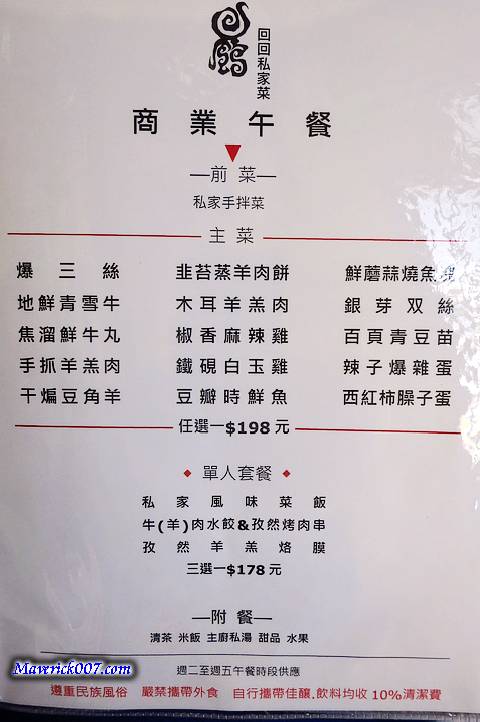 回回私家菜
商業午餐
前菜
私家手拌菜
主菜
爆三絲 韭苔蒸羊肉餅 鮮蘑蒜燒魚
地鮮青雪牛 木耳羊羔肉 銀芽双絲
焦溜鮮牛丸 椒香麻辣雞 百頁青豆苗
手抓羊羔肉 鐵硯白玉雞 辣子爆雜蛋
干煸豆角羊 豆瓣時鮮魚 西紅柿臊子蛋
任選一$198元
單人套餐
私家風味菜飯
牛(羊)肉水餃&孜然烤肉串
孜然羊羔烙膜
三選一$178元
附餐
清茶 米飯 主廚私湯 甜品 水果
週二至週五午餐時段供應
遵重民族風俗 嚴禁攜帶外食 自行攜帶佳釀,飲料均收10%清潔費
Maverick007.com